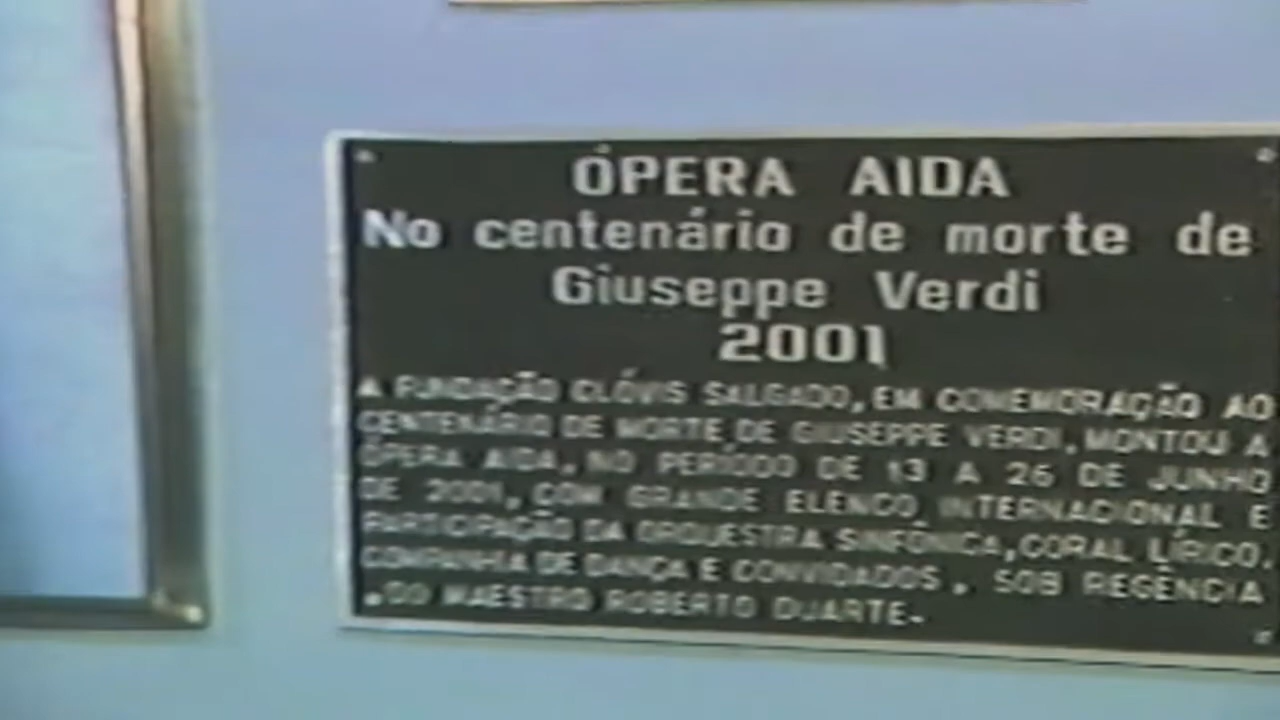 ÓPERA AIDA
No centenário de morte de
Giuseppe Verdi
2001
A FUNDAÇÃO CLÓVIS SALGADO, EM COMEMORAÇÃO AO
CENTENÁRIO DE MORTE DE GIUSEPPE VERDI, MONTOU A
ÓPERA AIDA, NO PERÍODO DE 13 A 26 DE JUNHO
DE 2001, COM GRANDE ELENCO INTERNACIONAL E
PARTICIPAÇÃO DA ORQUESTRA SINFÔNICA, CORAL LÍRICO,
COMPANHIA DE DANÇA E CONVIDADOS, SOB REGÊNCIA
DO MAESTRO ROBERTO DUARTE.